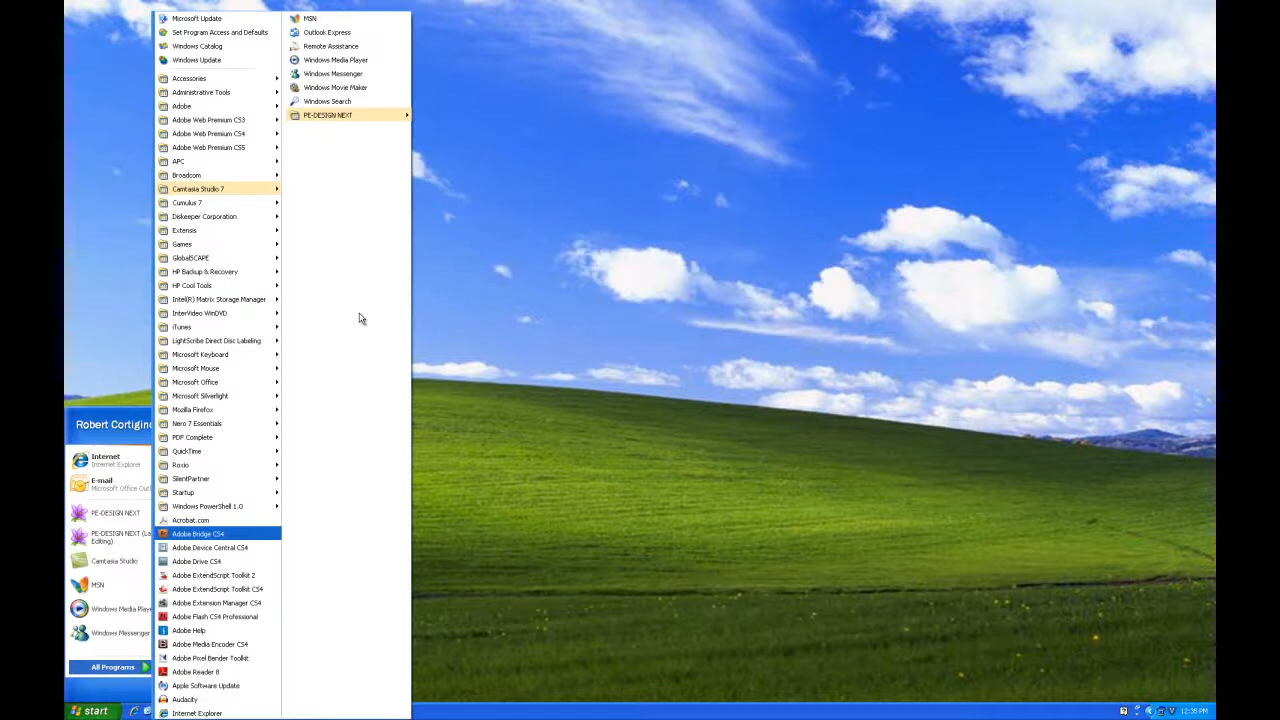 Microsoft Update
Set Program Access and Defaults
Windows Catalog
Windows Update
Accessories
Administrative Tools
Adobe
Adobe Web Premium CS3
Adobe Web Premium CS4
Adobe Web Premium CS5
APC
Broadcom
Camtasia Studio 7
Cumulus 7
Diskeeper Corporation
Extensis
Games
GlobalSCAPE
HP Backup & Recovery
HP Cool Tools
Intel(R) Matrix Storage Manager
InterVideo WinDVD
iTunes
LightScribe Direct Disc Labeling
Microsoft Keyboard
Microsoft Mouse
Microsoft Office
Microsoft Silverlight
Mozilla Firefox
Nero 7 Essentials
PDF Complete
QuickTime
Roxio
SilentPartner
Startup
Windows PowerShell 1.0
Acrobat.com
Adobe Bridge CS4
Adobe Device Central CS4
Adobe Drive CS4
Adobe ExtendScript Toolkit 2
Adobe ExtendScript Toolkit CS4
Adobe Extension Manager CS4
Adobe Flash CS4 Professional
Adobe Help
Adobe Media Encoder CS4
Adobe Pixel Bender Toolkit
Adobe Reader 8
Apple Software Update
Audacity
Internet Explorer
MSN
Outlook Express
Remote Assistance
Windows Media Player
Windows Messenger
Windows Movie Maker
Windows Search
PE-DESIGN NEXT
Robert Cortigino
Internet
Internet Explorer
E-mail
Microsoft Office Outl
PE-DESIGN NEXT
PE-DESIGN NEXT (La
Editing)
Camtasia Studio
MSN
Windows Media Playe
Windows Messenger
All Programs
start
12:39 PM